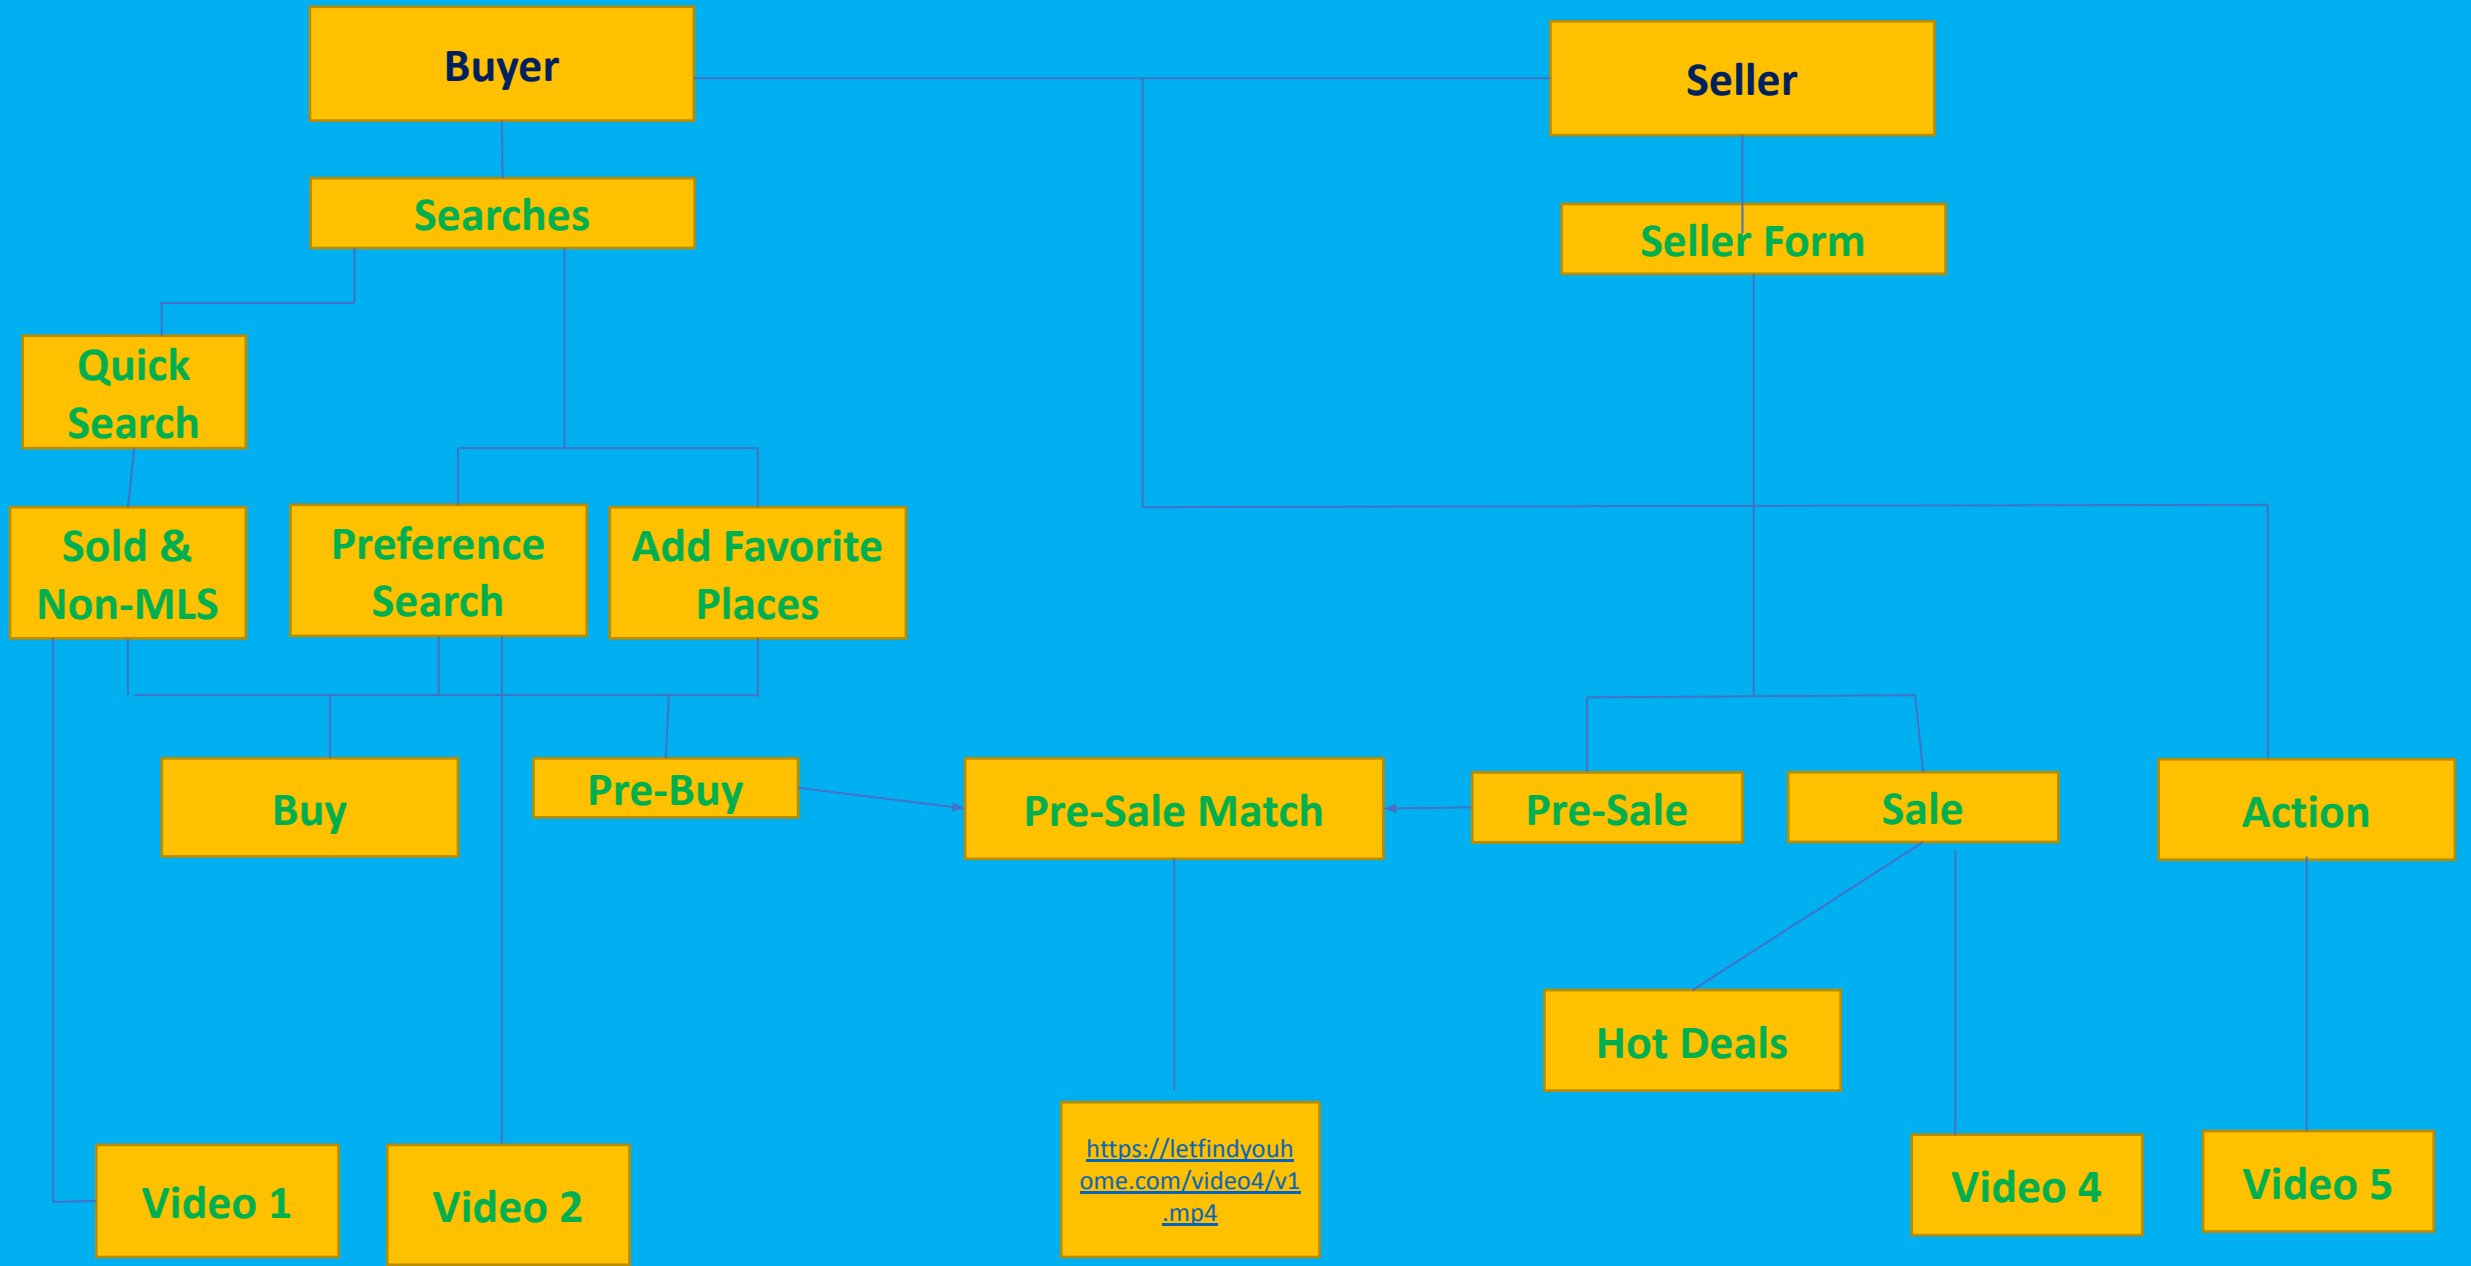 Buyer
Seller
Searches
Seller Form
Quick
Search
Sold &
Non-MLS
Preference
Search
Add Favorite
Places
Buy
Pre-Buy
Pre-Sale Match
Pre-Sale
Sale
Action
Hot Deals
Video 1
Video 2
https://letfindyouh
ome.com/video4/v1
.mp4
Video 4
Video 5